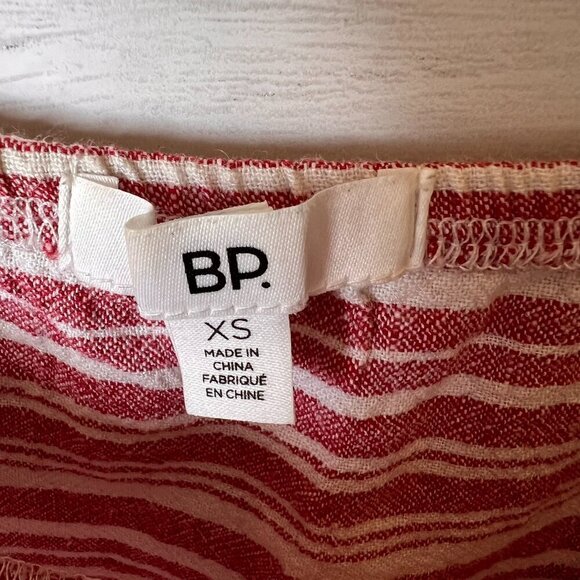 BP.
XS
MADE IN
CHINA
FABRIQUÉ
EN CHINE